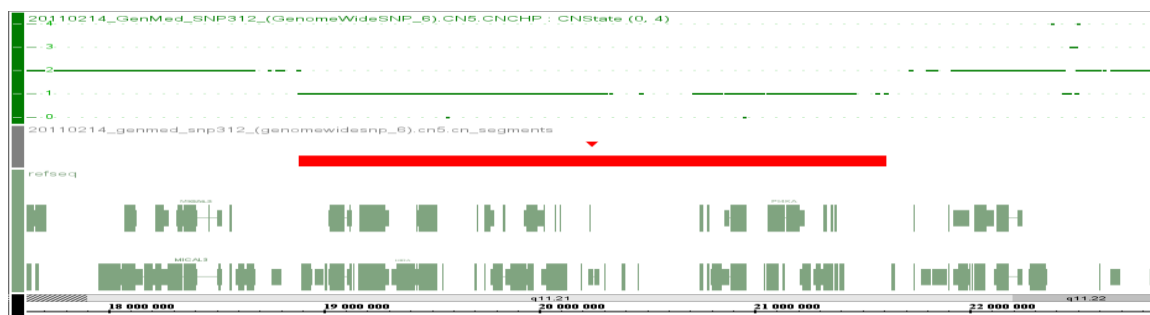 20110214_GenMed_SNP312_(GenomeWideSNP_6).CN5.CNCHP : CNState (0, 4)
4
3
2
1
0
20110214_genmed_snp312_(genomewidesnp_6).cn5.cn_segments
refseq
MICAL3
q11.21
q11.22
18 000 000
19 000 000
20 000 000
21 000 000
22 000 000